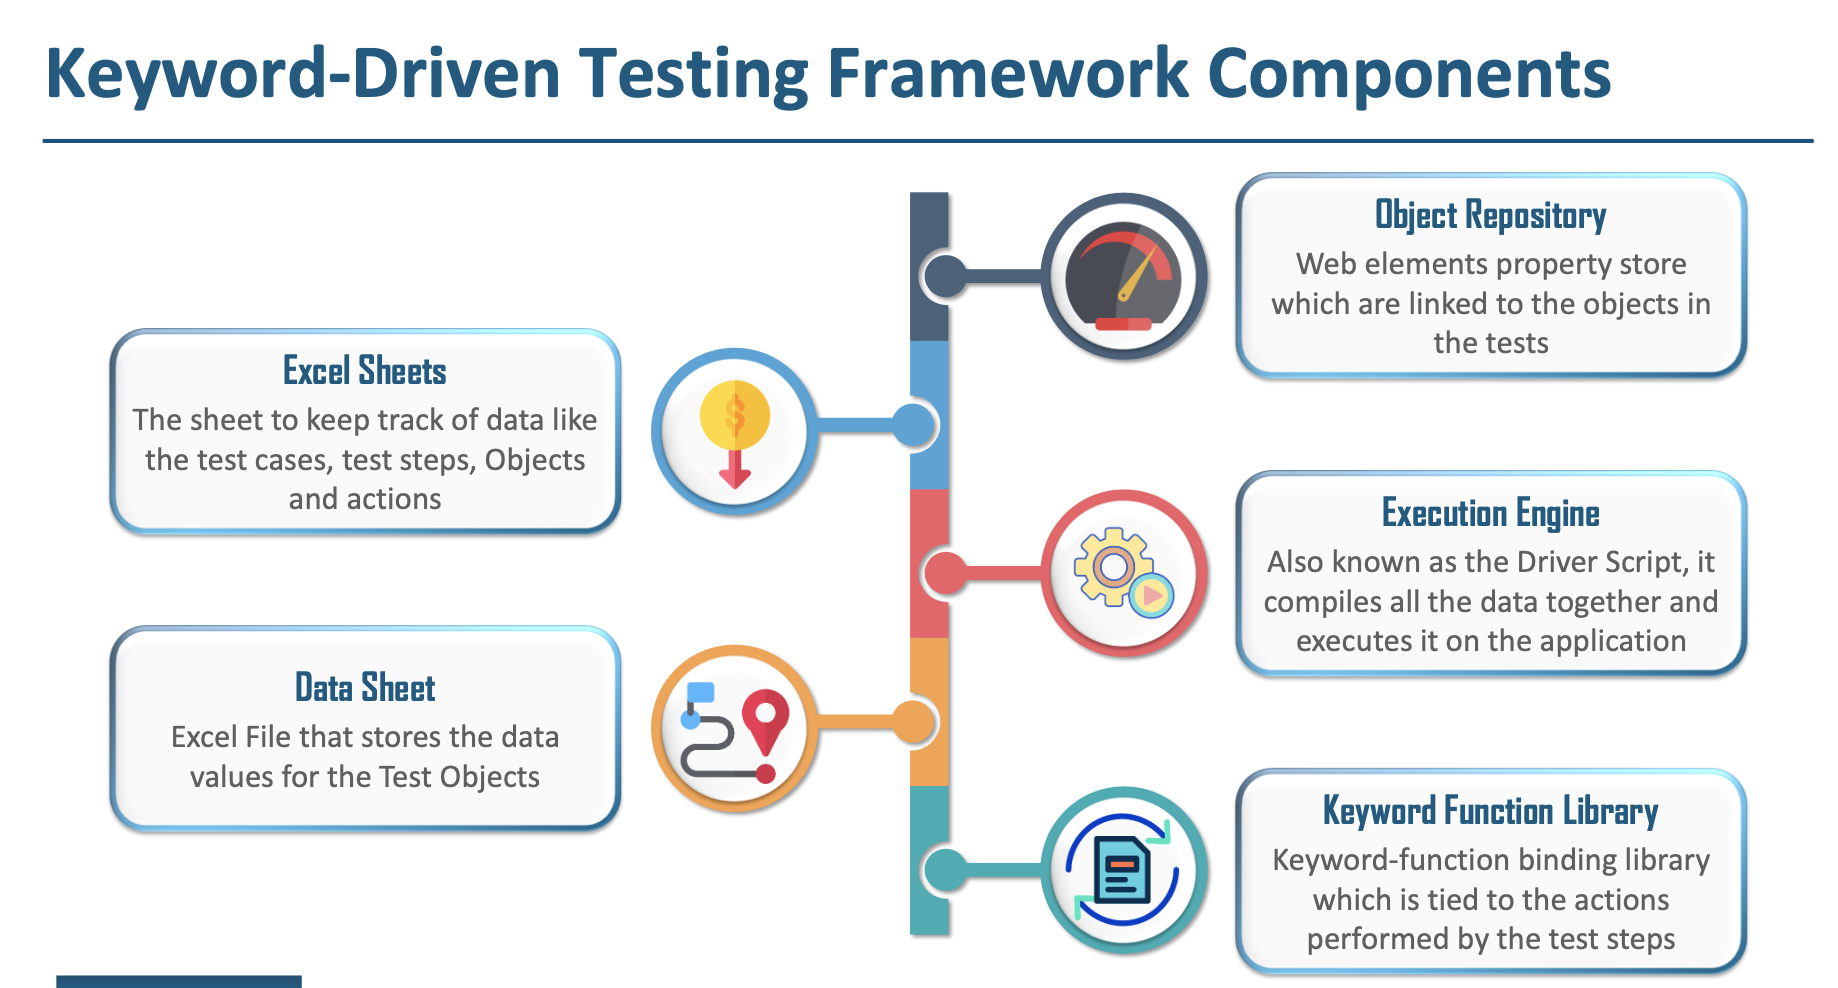 Keyword-Driven Testing Framework Components
Object Repository
Web elements property store
which are linked to the objects in
the tests
Excel Sheets
The sheet to keep track of data like
the test cases, test steps, Objects
and actions
$
Execution Engine
Also known as the Driver Script, it
compiles all the data together and
executes it on the application
Data Sheet
Excel File that stores the data
values for the Test Objects
Keyword Function Library
Keyword-function binding library
which is tied to the actions
performed by the test steps